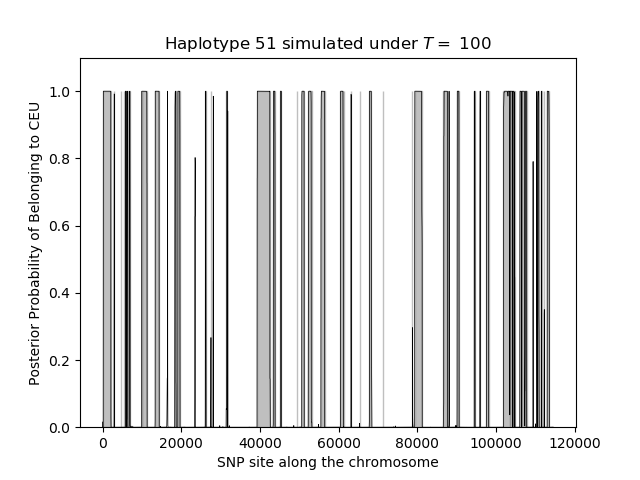 Haplotype 51 simulated under T = 100
Posterior Probability of Belonging to CEU
1.0
0.8
0.6
0.4
0.2
0.0
0 20000 40000 60000 80000 100000 120000
SNP site along the chromosome